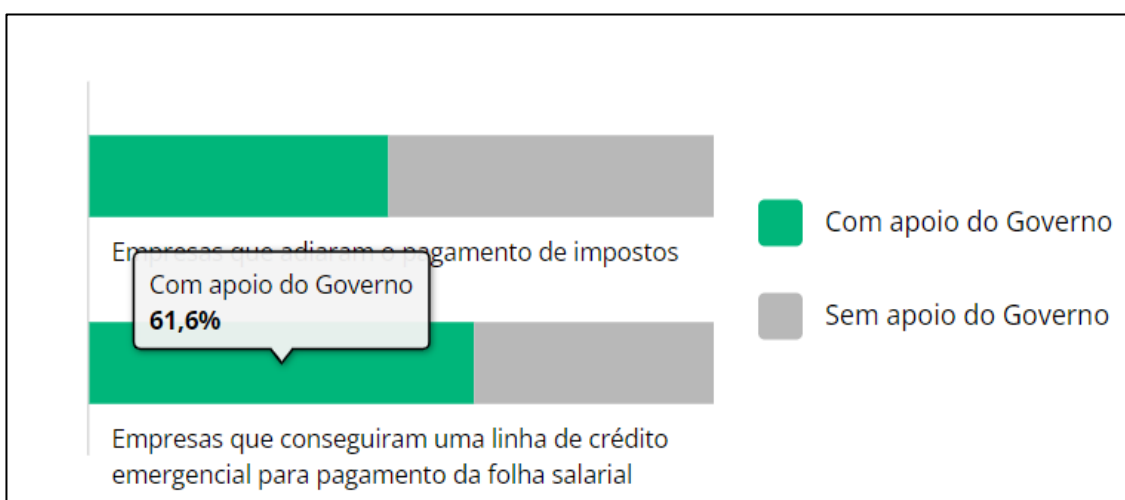 Empresas que adiaram o pagamento de impostos
Com apoio do Governo
61,6%
Empresas que conseguiram uma linha de crédito
emergencial para pagamento da folha salarial
Com apoio do Governo
Sem apoio do Governo